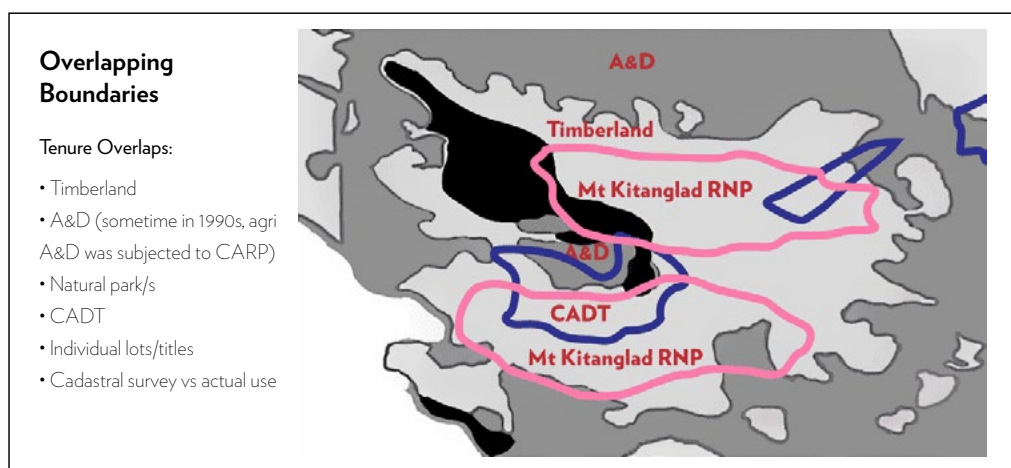 Overlapping
Boundaries
Tenure Overlaps:
• Timberland
• A&D (sometime in 1990s, agri
A&D was subjected to CARP)
• Natural park/s
• CADT
• Individual lots/titles
• Cadastral survey vs actual use
A&D
Timberland
Mt Kitanglad RNP
A&D
CADT
Mt Kitanglad RNP